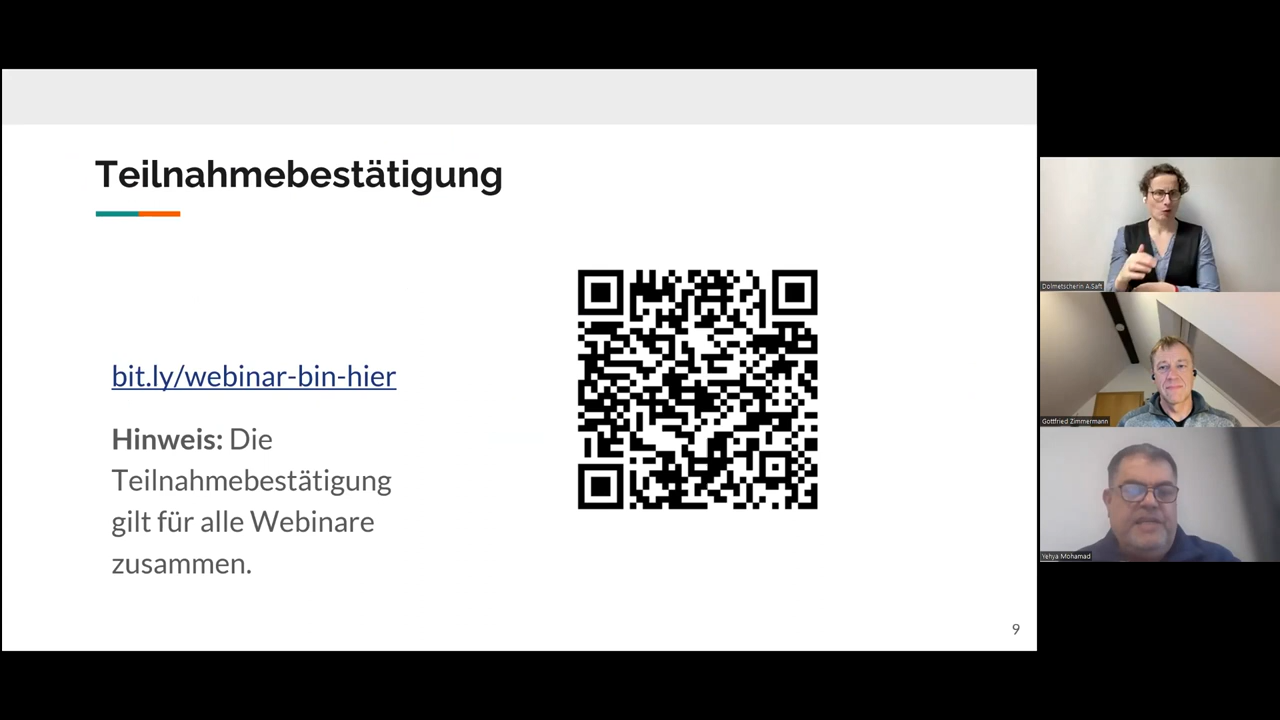 Teilnahmebestätigung
bit.ly/webinar-bin-hier
Hinweis: Die
Teilnahmebestätigung
gilt für alle Webinare
zusammen.
9
Dolmetscherin A.Saft
Gottfried Zimmermann
Yehya Mohamad